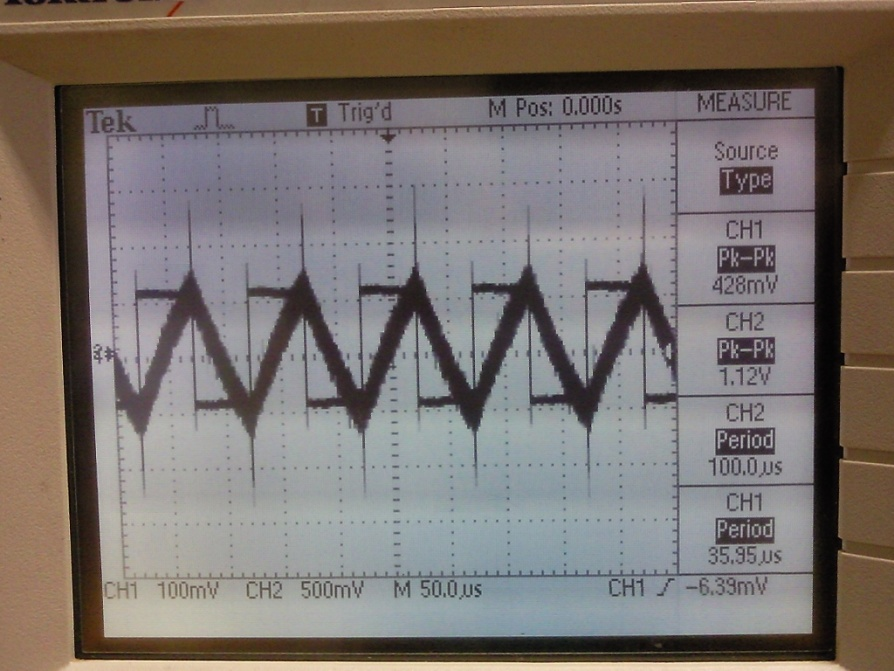 Tek T Trig'd M Pos: 0.000s MEASURE
Source
Type
CH1
Pk-Pk
428mV
CH2
Pk-Pk
1.12V
CH2
Period
100.0µs
CH1
Period
35.95µs
2
CH1 100mV CH2 500mV M 50.0µs CH1 -6.39mV